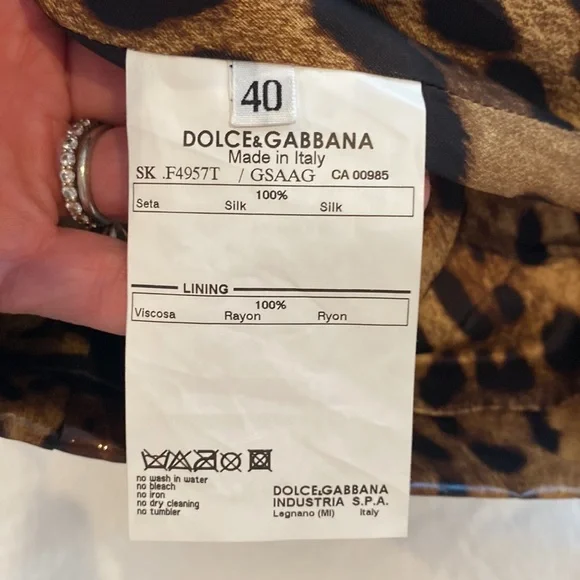 40
DOLCE&GABBANA
Made in Italy
SK .F4957T / GSAAG CA 00985
100%
Seta Silk Silk
LINING
100%
Viscosa Rayon Ryon
no wash in water
no bleach
no iron
no dry cleaning
no tumbler
DOLCE&GABBANA
INDUSTRIA S.P.A.
Legnano (MI) Italy